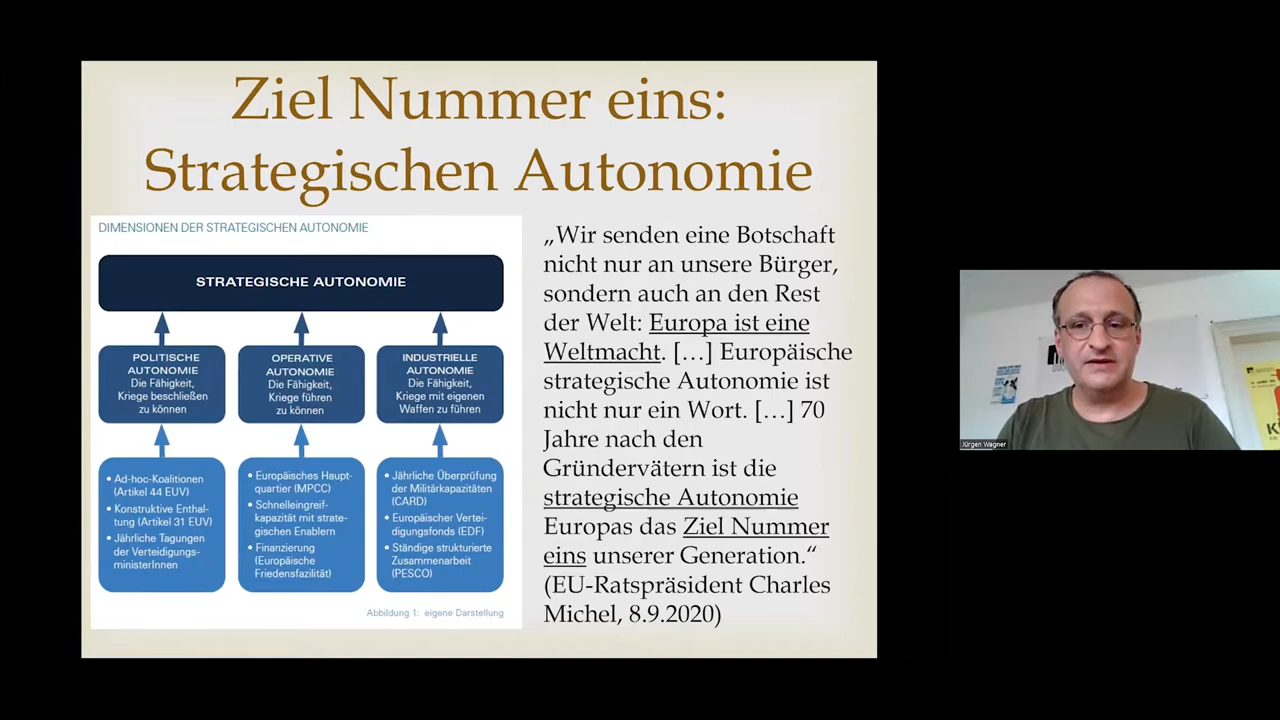 Ziel Nummer eins:
Strategischen Autonomie
DIMENSIONEN DER STRATEGISCHEN AUTONOMIE
STRATEGISCHE AUTONOMIE
POLITISCHE
AUTONOMIE
Die Fähigkeit,
Kriege beschließen
zu können
OPERATIVE
AUTONOMIE
Die Fähigkeit,
Kriege führen
zu können
INDUSTRIELLE
AUTONOMIE
Die Fähigkeit,
Kriege mit eigenen
Waffen zu führen
• Ad-hoc-Koalitionen
(Artikel 44 EUV)
• Konstruktive Enthal-
tung (Artikel 31 EUV)
• Jährliche Tagungen
der Verteidigungs-
ministerInnen
• Europäisches Haupt-
quartier (MPCC)
• Schnelleingreif-
kapazität mit strate-
gischen Enablern
• Finanzierung
(Europäische
Friedensfazilität)
• Jährliche Überprüfung
der Militärkapazitäten
(CARD)
• Europäischer Vertei-
digungsfonds (EDF)
• Ständige strukturierte
Zusammenarbeit
(PESCO)
Abbildung 1: eigene Darstellung
„Wir senden eine Botschaft
nicht nur an unsere Bürger,
sondern auch an den Rest
der Welt: Europa ist eine
Weltmacht. […] Europäische
strategische Autonomie ist
nicht nur ein Wort. […] 70
Jahre nach den
Gründervätern ist die
strategische Autonomie
Europas das Ziel Nummer
eins unserer Generation.“
(EU-Ratspräsident Charles
Michel, 8.9.2020)
Jürgen Wagner